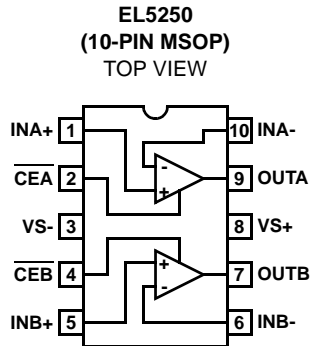 EL5250
(10-PIN MSOP)
TOP VIEW
INA+ 1
10 INA-
CEA 2
9 OUTA
VS- 3
8 VS+
CEB 4
7 OUTB
INB+ 5
6 INB-
-
+
+
-